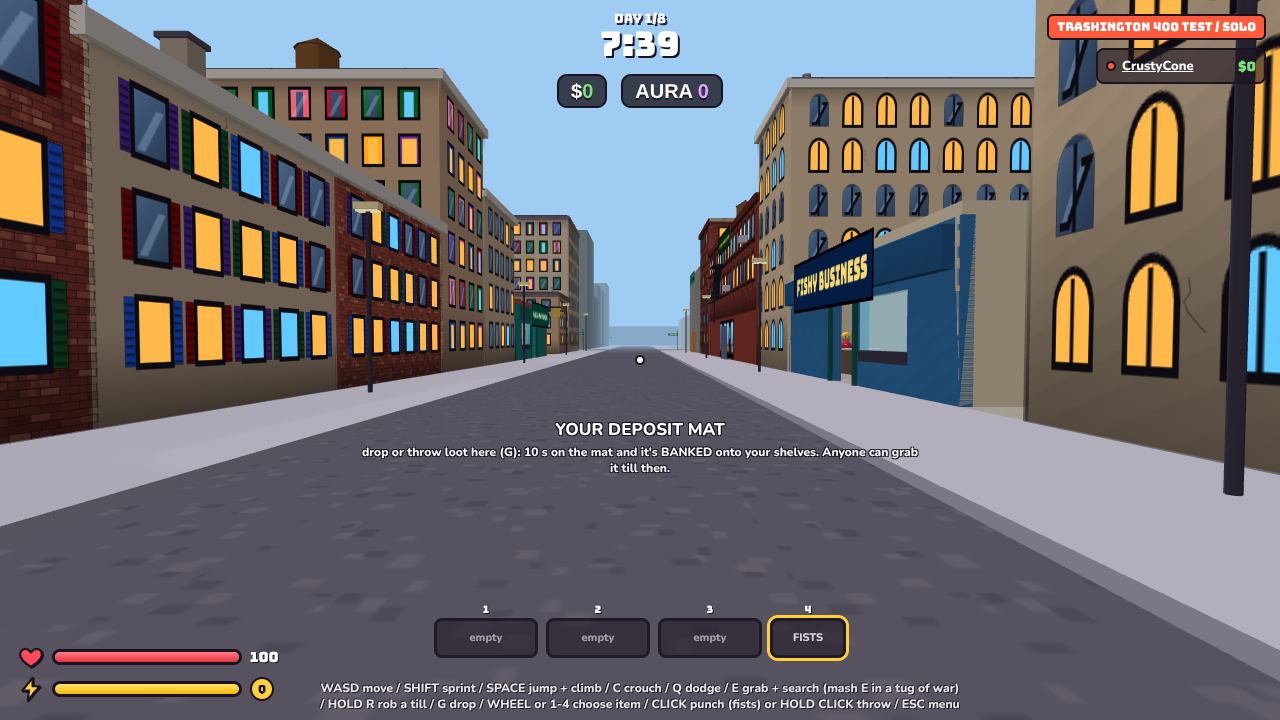 DAY 1/8
7:39
$0
AURA 0
TRASHINGTON 400 TEST / SOLO
CrustyCone
$0
FISHY BUSINESS
YOUR DEPOSIT MAT
drop or throw loot here (G): 10 s on the mat and it's BANKED onto your shelves. Anyone can grab
it till then.
1
2
3
4
empty
empty
empty
FISTS
100
0
WASD move / SHIFT sprint / SPACE jump + climb / C crouch / Q dodge / E grab + search (mash E in a tug of war)
/ HOLD R rob a till / G drop / WHEEL or 1-4 choose item / CLICK punch (fists) or HOLD CLICK throw / ESC menu